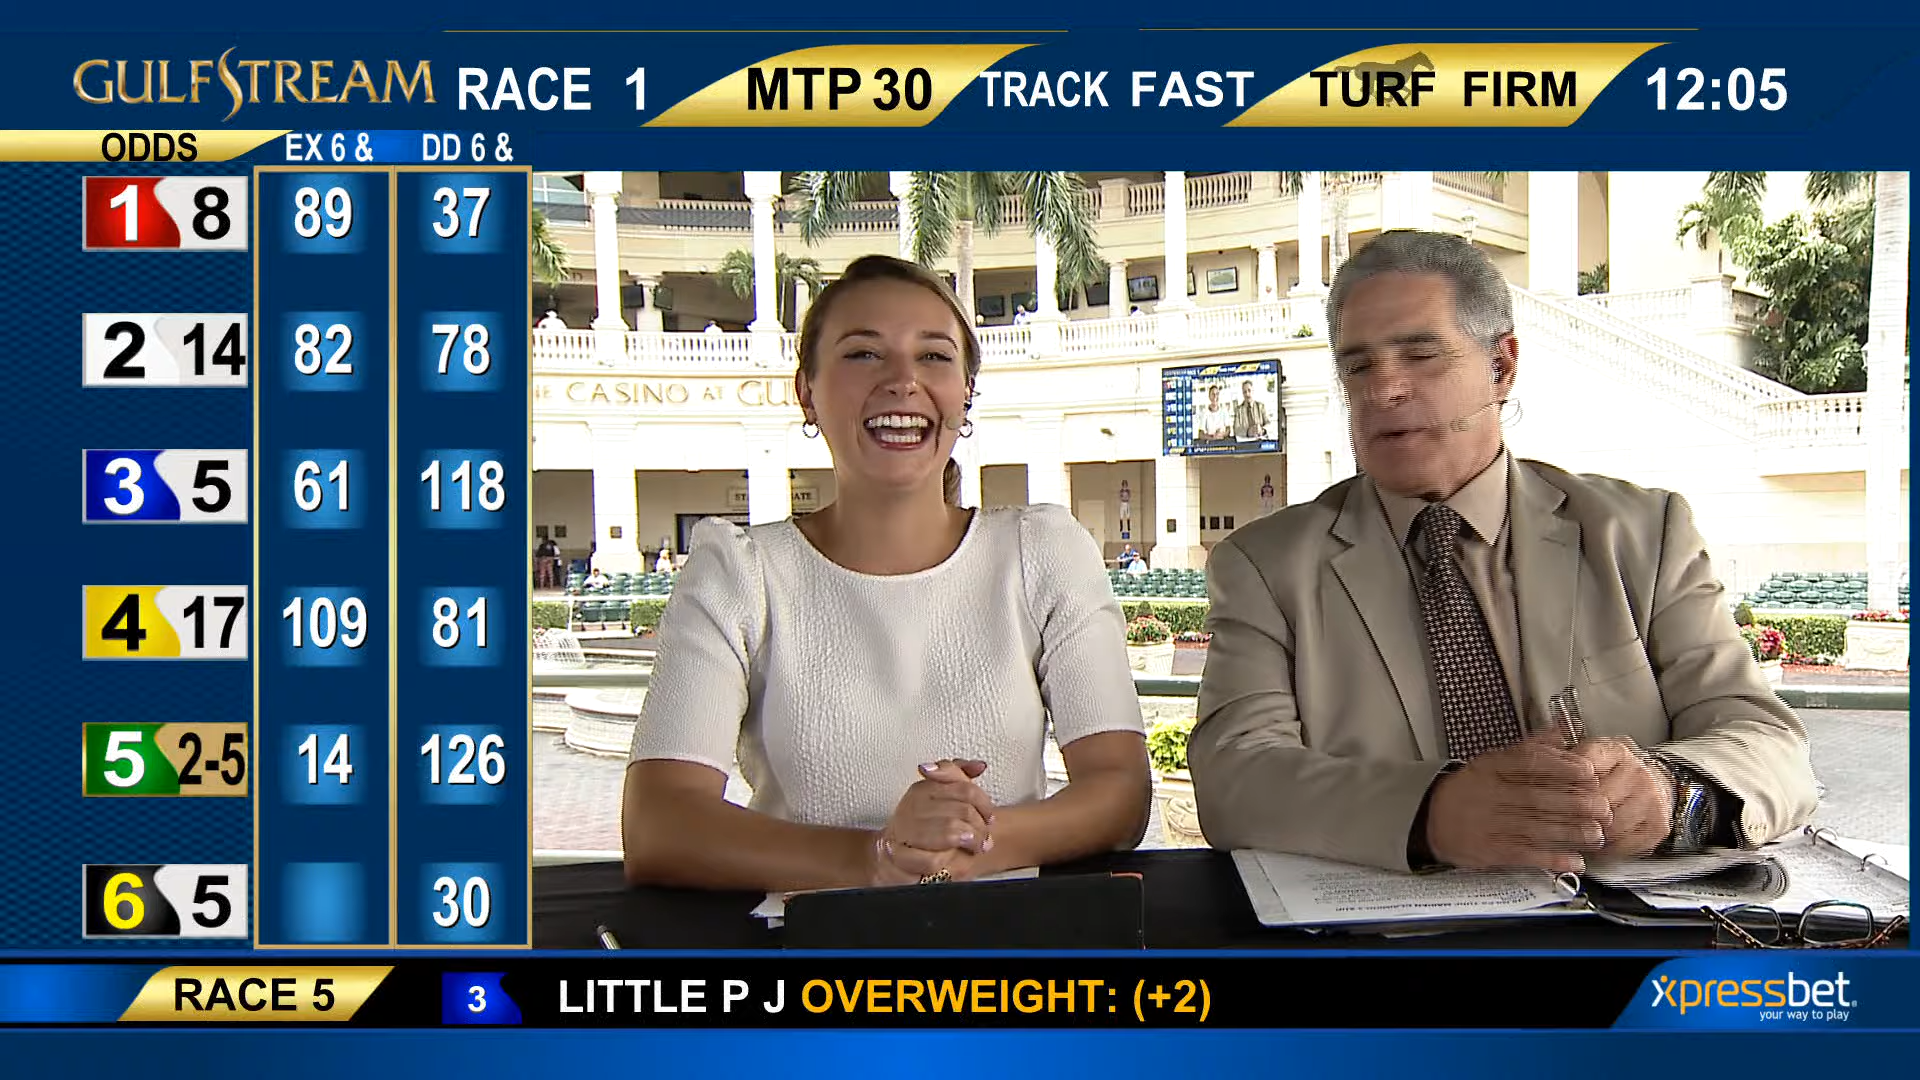 GULFSTREAM RACE 1 MTP 30 TRACK FAST TURF FIRM 12:05
ODDS EX 6 & DD 6 &
1 8 89 37
2 14 82 78
3 5 61 118
4 17 109 81
5 2-5 14 126
6 5 30
CASINO AT GU
RACE 5 3 LITTLE P J OVERWEIGHT: (+2) xpressbet
your way to play